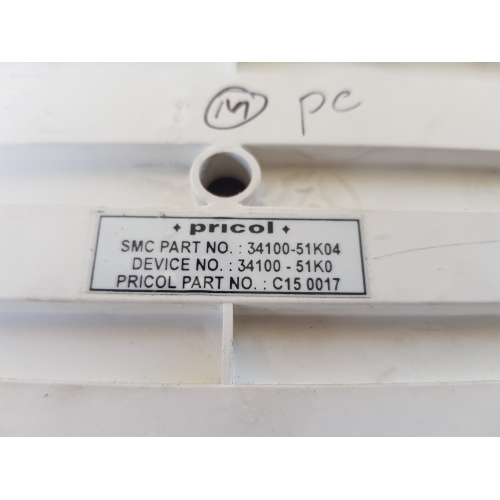 M pc
pricol
SMC PART NO. : 34100-51K04
DEVICE NO. : 34100 - 51K0
PRICOL PART NO. : C15 0017